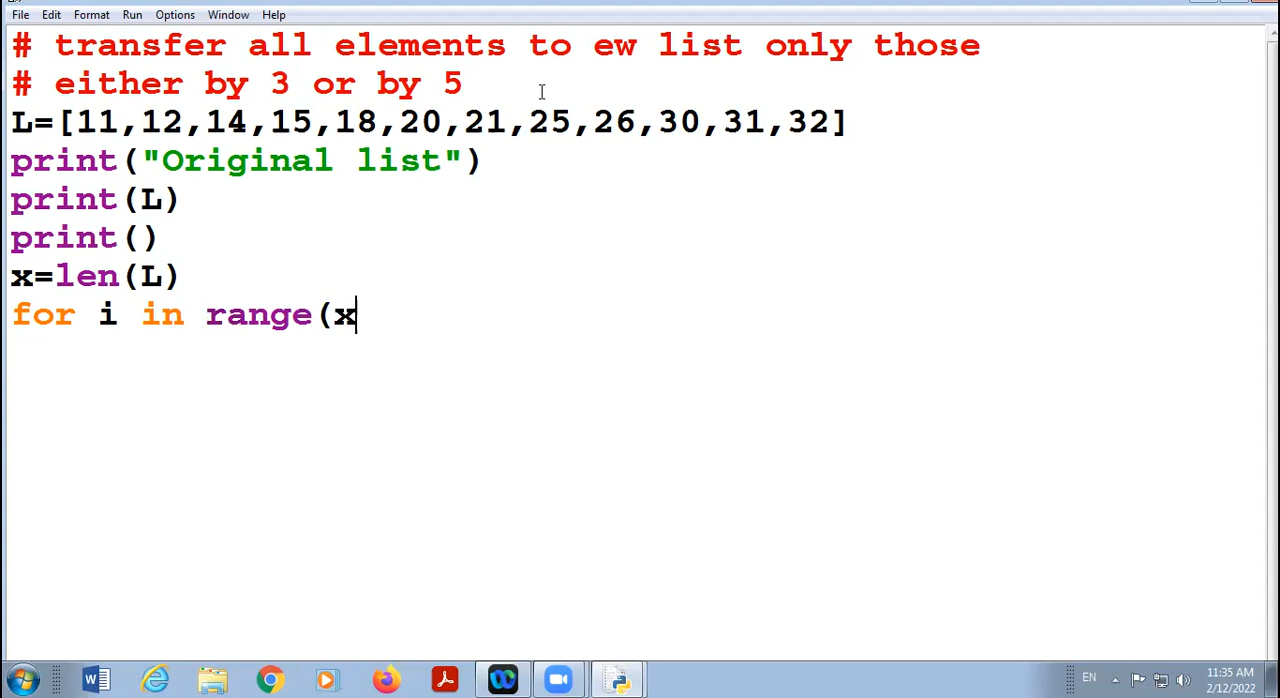 File Edit Format Run Options Window Help
# transfer all elements to ew list only those
# either by 3 or by 5
L=[11,12,14,15,18,20,21,25,26,30,31,32]
print("Original list")
print(L)
print()
x=len(L)
for i in range(x
EN
11:35 AM
2/12/2022